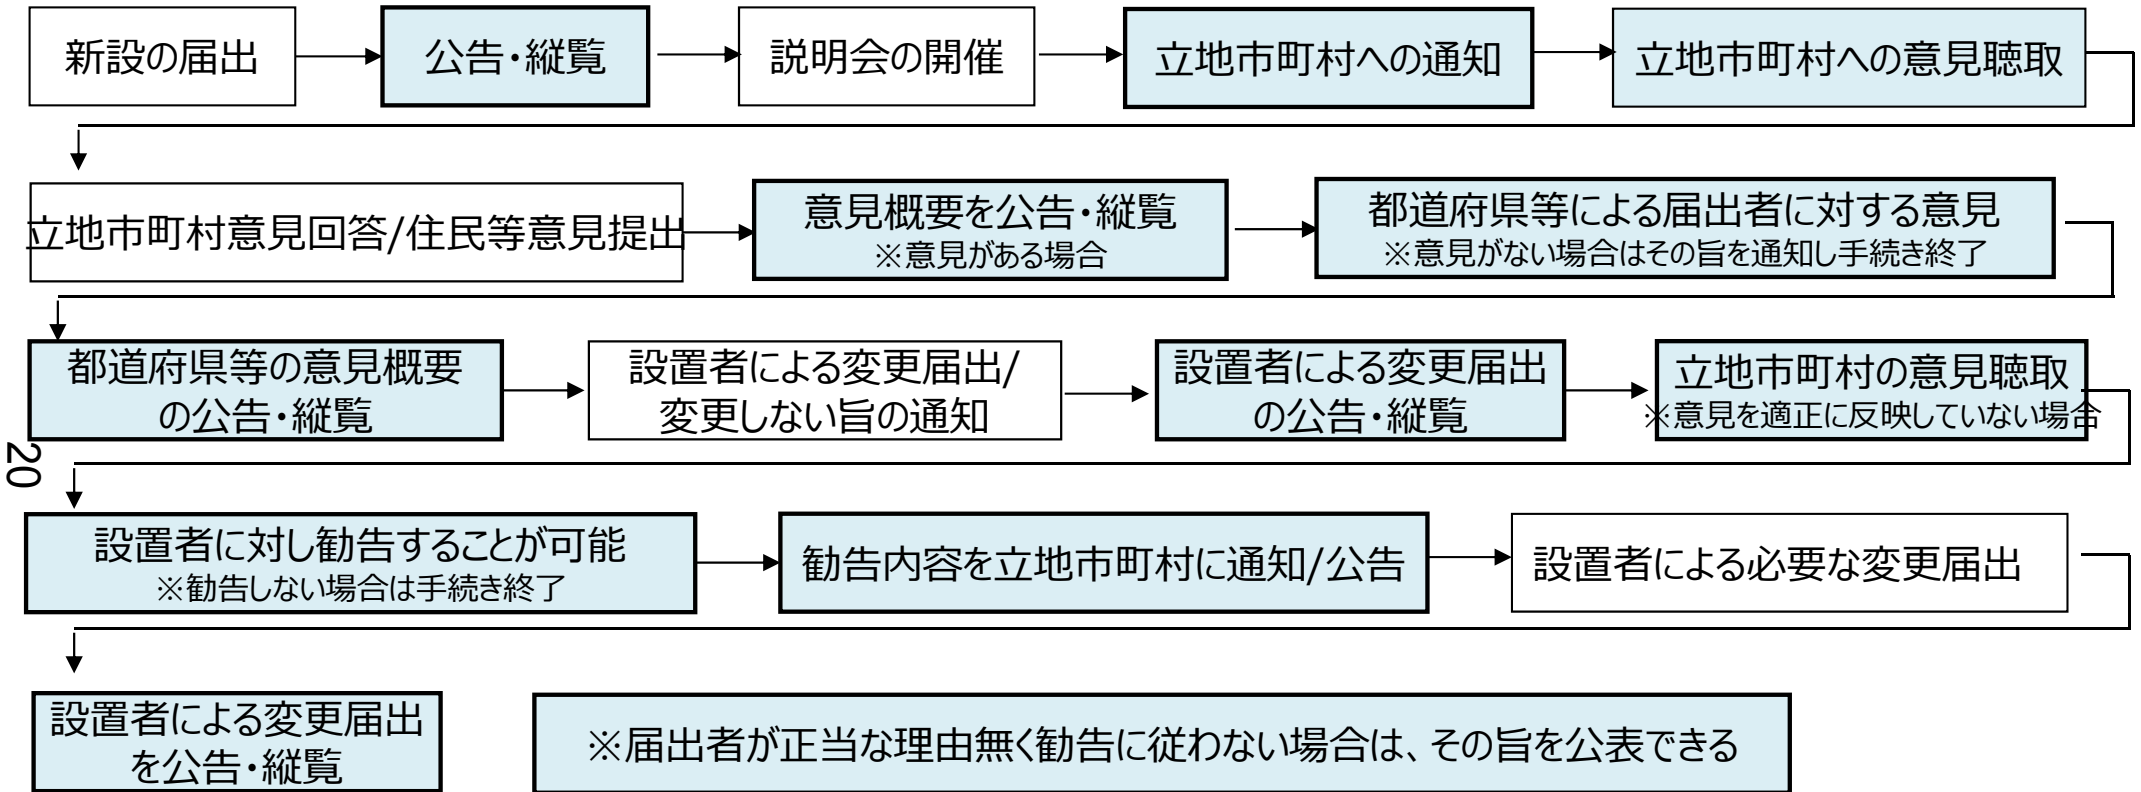 新設の届出
公告・縦覧
説明会の開催
立地市町村への通知
立地市町村への意見聴取
立地市町村意見回答/住民等意見提出
意見概要を公告・縦覧
※意見がある場合
都道府県等による届出者に対する意見
※意見がない場合はその旨を通知し手続き終了
都道府県等の意見概要
の公告・縦覧
設置者による変更届出/
変更しない旨の通知
設置者による変更届出
の公告・縦覧
立地市町村の意見聴取
※意見を適正に反映していない場合
20
設置者に対し勧告することが可能
※勧告しない場合は手続き終了
勧告内容を立地市町村に通知/公告
設置者による必要な変更届出
設置者による変更届出
を公告・縦覧
※届出者が正当な理由無く勧告に従わない場合は、その旨を公表できる